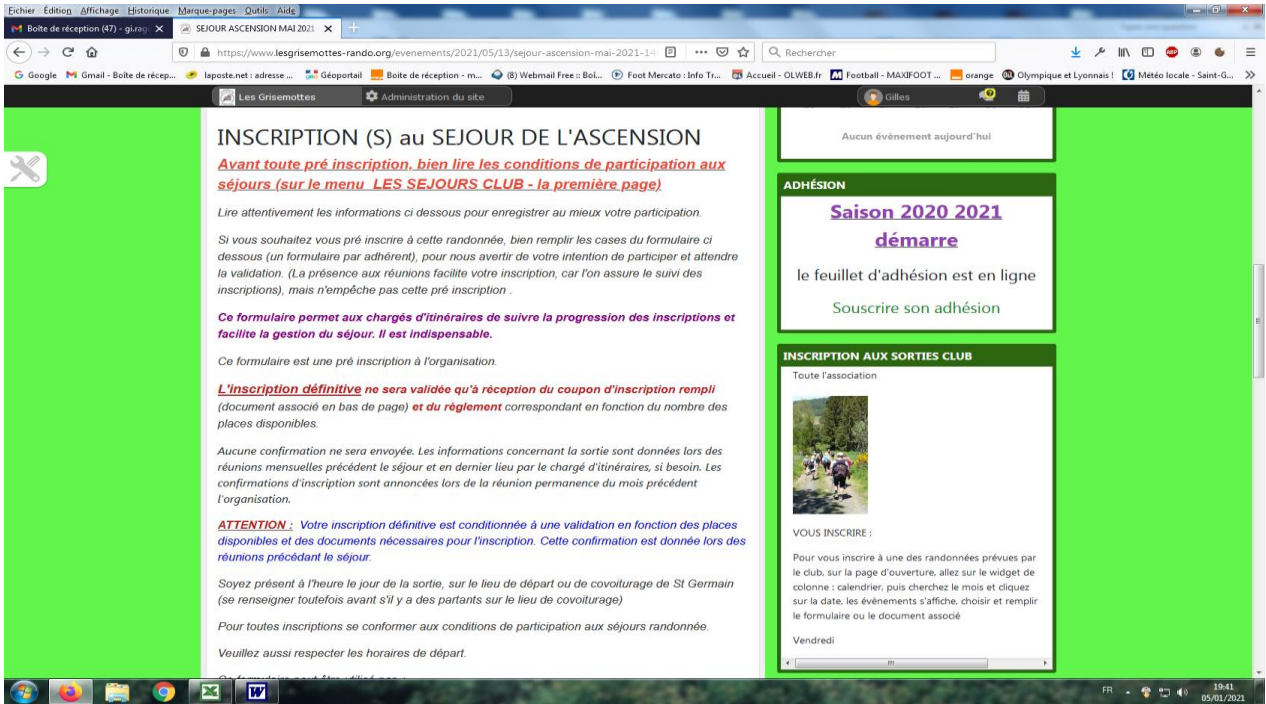 Fichier Édition Affichage Historique Marque-pages Outils Aide
Boîte de réception (47) - gi.rag
SEJOUR ASCENSION MAI 2021
https://www.lesgrisemottes-rando.org/evenements/2021/05/13/sejour-ascension-mai-2021-14
Rechercher
Google
Gmail - Boîte de récep...
laposte.net : adresse ...
Géoportail
Boite de réception - m...
(8) Webmail Free :: Boî...
Foot Mercato : Info Tr...
Accueil - OLWEB.fr
Football - MAXIFOOT ...
orange
Olympique et Lyonnais !
Météo locale - Saint-G...
Les Grisemottes
Administration du site
Gilles
INSCRIPTION (S) au SEJOUR DE L'ASCENSION
Avant toute pré inscription, bien lire les conditions de participation aux
séjours (sur le menu LES SEJOURS CLUB - la première page)
Lire attentivement les informations ci dessous pour enregistrer au mieux votre participation.
Si vous souhaitez vous pré inscrire à cette randonnée, bien remplir les cases du formulaire ci
dessous (un formulaire par adhérent), pour nous avertir de votre intention de participer et attendre
la validation. (La présence aux réunions facilite votre inscription, car l'on assure le suivi des
inscriptions), mais n'empêche pas cette pré inscription .
Ce formulaire permet aux chargés d'itinéraires de suivre la progression des inscriptions et
facilite la gestion du séjour. Il est indispensable.
Ce formulaire est une pré inscription à l'organisation.
L'inscription définitive ne sera validée qu'à réception du coupon d'inscription rempli
(document associé en bas de page) et du règlement correspondant en fonction du nombre des
places disponibles.
Aucune confirmation ne sera envoyée. Les informations concernant la sortie sont données lors des
réunions mensuelles précédent le séjour et en dernier lieu par le chargé d'itinéraires, si besoin. Les
confirmations d'inscription sont annoncées lors de la réunion permanence du mois précédent
l'organisation.
ATTENTION : Votre inscription définitive est conditionnée à une validation en fonction des places
disponibles et des documents nécessaires pour l'inscription. Cette confirmation est donnée lors des
réunions précédant le séjour.
Soyez présent à l'heure le jour de la sortie, sur le lieu de départ ou de covoiturage de St Germain
(se renseigner toutefois avant s'il y a des partants sur le lieu de covoiturage)
Pour toutes inscriptions se conformer aux conditions de participation aux séjours randonnée.
Veuillez aussi respecter les horaires de départ.
Aucun évènement aujourd'hui
ADHÉSION
Saison 2020 2021
démarre
le feuillet d'adhésion est en ligne
Souscrire son adhésion
INSCRIPTION AUX SORTIES CLUB
Toute l'association
VOUS INSCRIRE :
Pour vous inscrire à une des randonnées prévues par
le club, sur la page d'ouverture, allez sur le widget de
colonne : calendrier, puis cherchez le mois et cliquez
sur la date, les évènements s'affiche, choisir et remplir
le formulaire ou le document associé
Vendredi
FR
19:41
05/01/2021